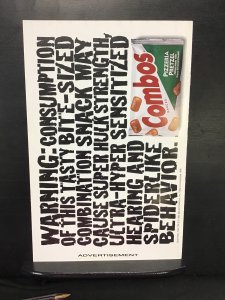 WARNING: CONSUMPTION
OF THIS TASTY BITE-SIZED
COMBINATION SNACK MAY
CAUSE SUPER HULK STRENGTH,
ULTRA-HYPER SENSITIZED
HEARING AND
SPIDERLIKE
BEHAVIOR.
Combos
PIZZERIA
PRETZEL
ADVERTISEMENT